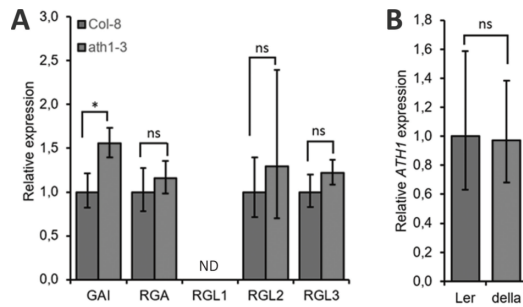 A
Relative expression
3,0
2,5
2,0
1,5
1,0
0,5
0,0
Col-8
ath1-3
*
ns
ND
ns
ns
GAI RGA RGL1 RGL2 RGL3
B
Relative ATH1 expression
1,8
1,6
1,4
1,2
1,0
0,8
0,6
0,4
0,2
0,0
ns
Ler della